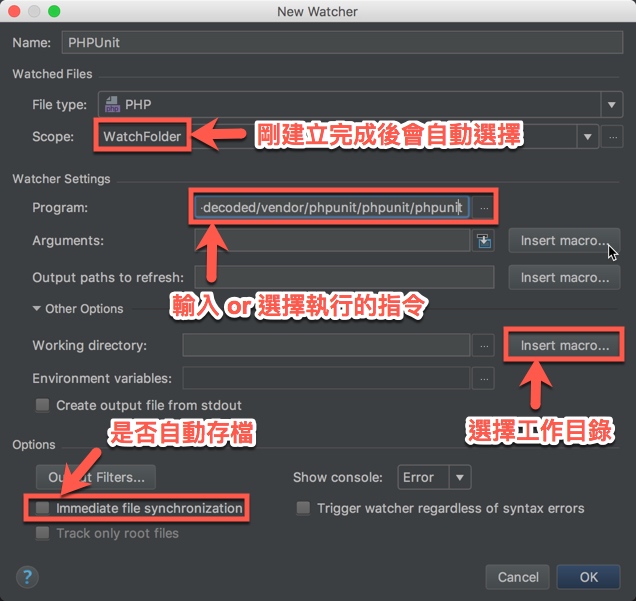 New Watcher
Name: PHPUnit
Watched Files
File type: PHP
Scope: WatchFolder
剛建立完成後會自動選擇
Watcher Settings
Program: -decoded/vendor/phpunit/phpunit/phpunit ...
Arguments: Insert macro...
Output paths to refresh: Insert macro...
輸入 or 選擇執行的指令
Other Options
Working directory: ... Insert macro...
Environment variables: ...
Create output file from stdout
是否自動存檔
選擇工作目錄
Options
Output Filters... Show console: Error
Immediate file synchronization Trigger watcher regardless of syntax errors
Track only root files
? Cancel OK